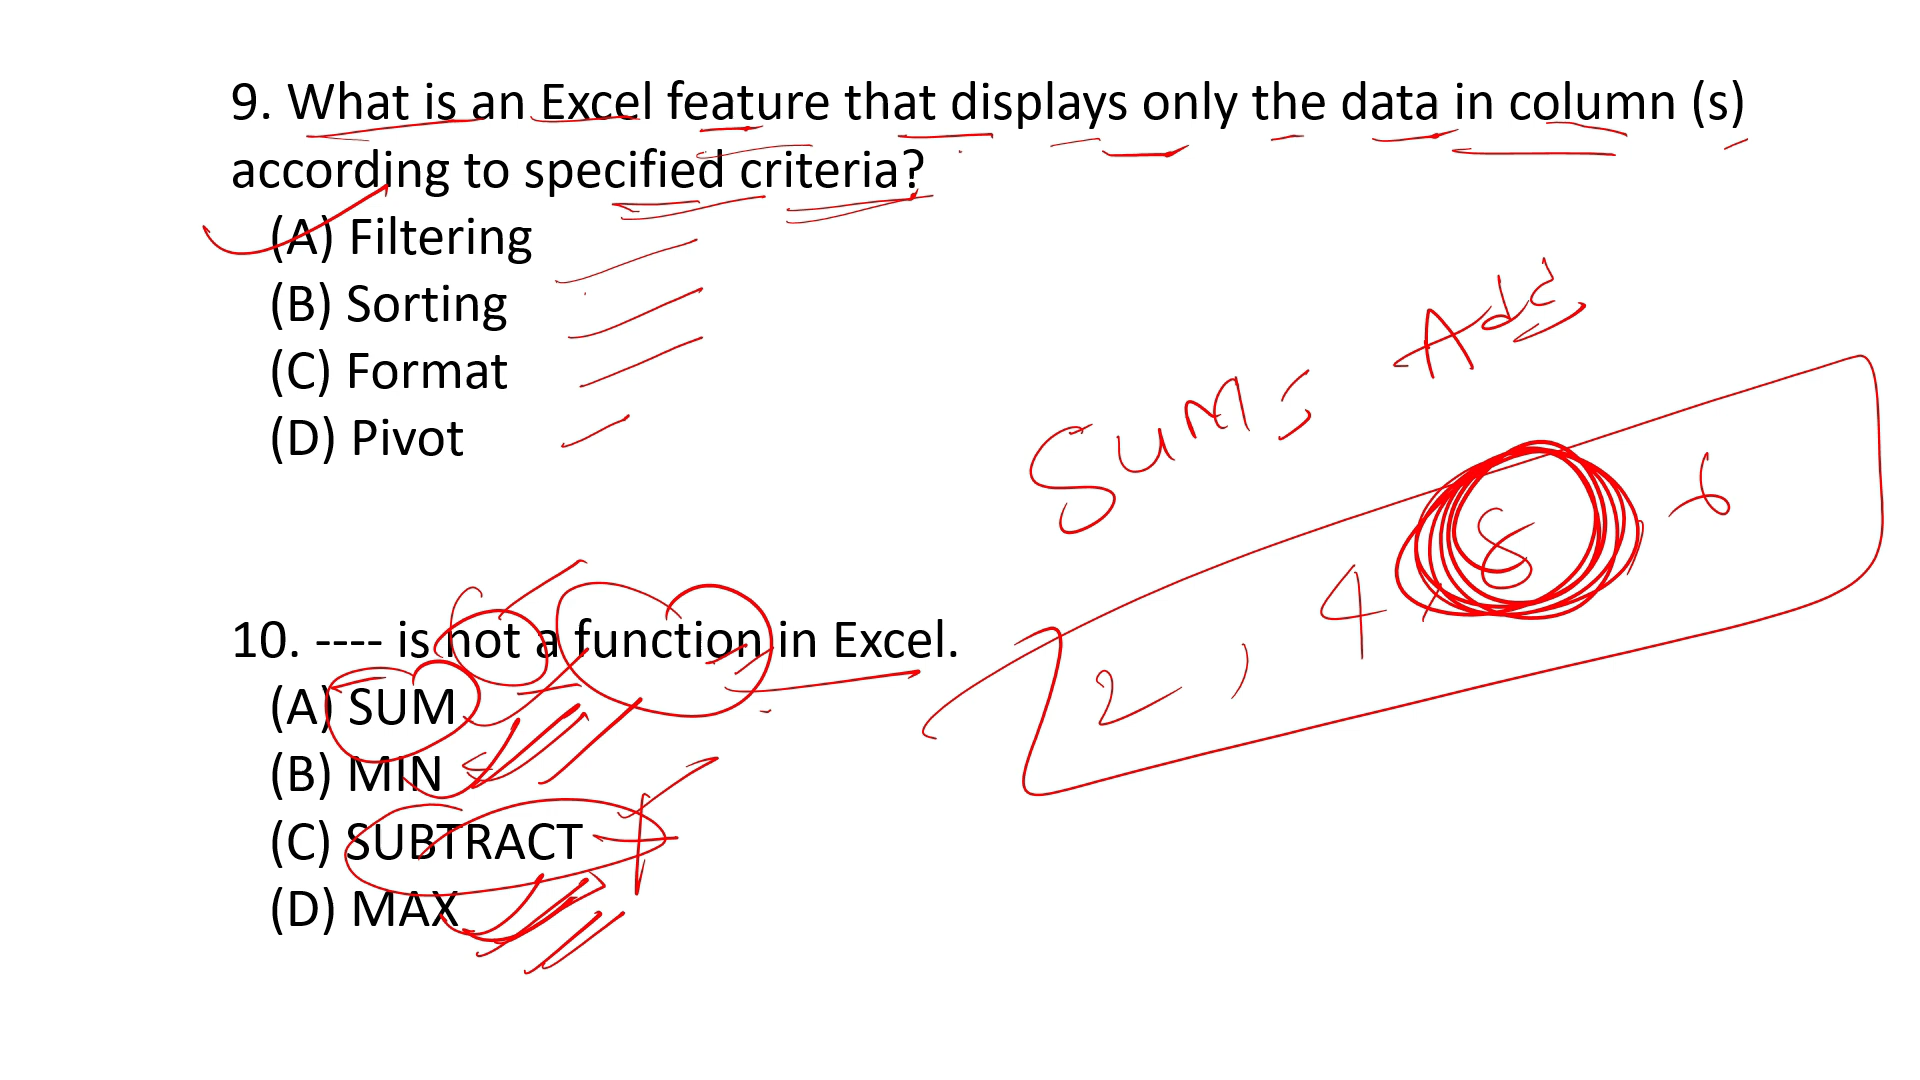 9. What is an Excel feature that displays only the data in column (s)
according to specified criteria?
(A) Filtering
(B) Sorting
(C) Format
(D) Pivot
SUM = Add
2, 4, 8, 6
10. ---- is not a function in Excel.
(A) SUM
(B) MIN
(C) SUBTRACT
(D) MAX